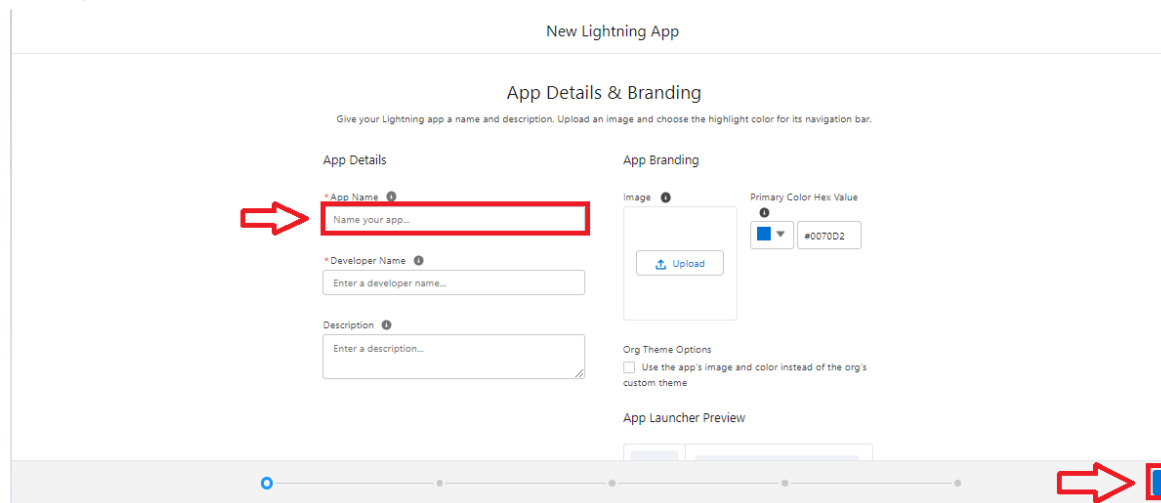 New Lightning App
App Details & Branding
Give your Lightning app a name and description. Upload an image and choose the highlight color for its navigation bar.
App Details
* App Name
Name your app...
* Developer Name
Enter a developer name...
Description
Enter a description...
App Branding
Image
Upload
Primary Color Hex Value
#0070D2
Org Theme Options
Use the app's image and color instead of the org's
custom theme
App Launcher Preview